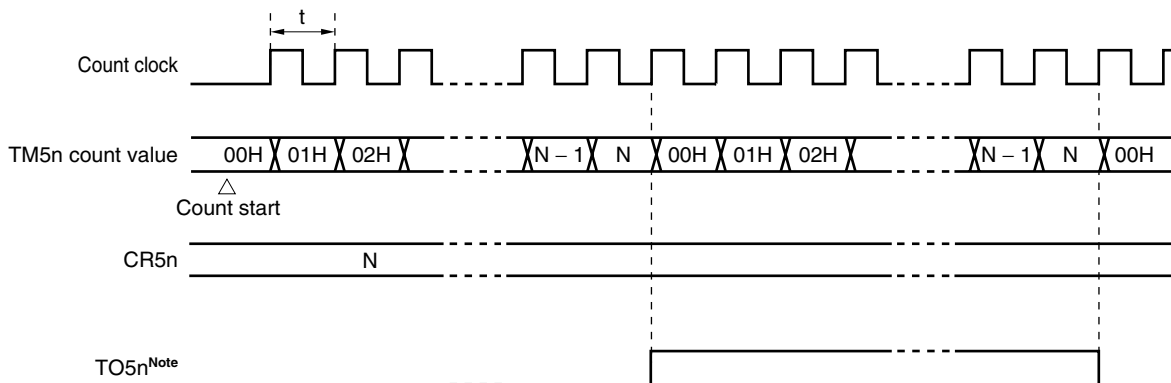 t
Count clock
TM5n count value 00H 01H 02H N − 1 N 00H 01H 02H N − 1 N 00H
Count start
CR5n N
TO5nNote